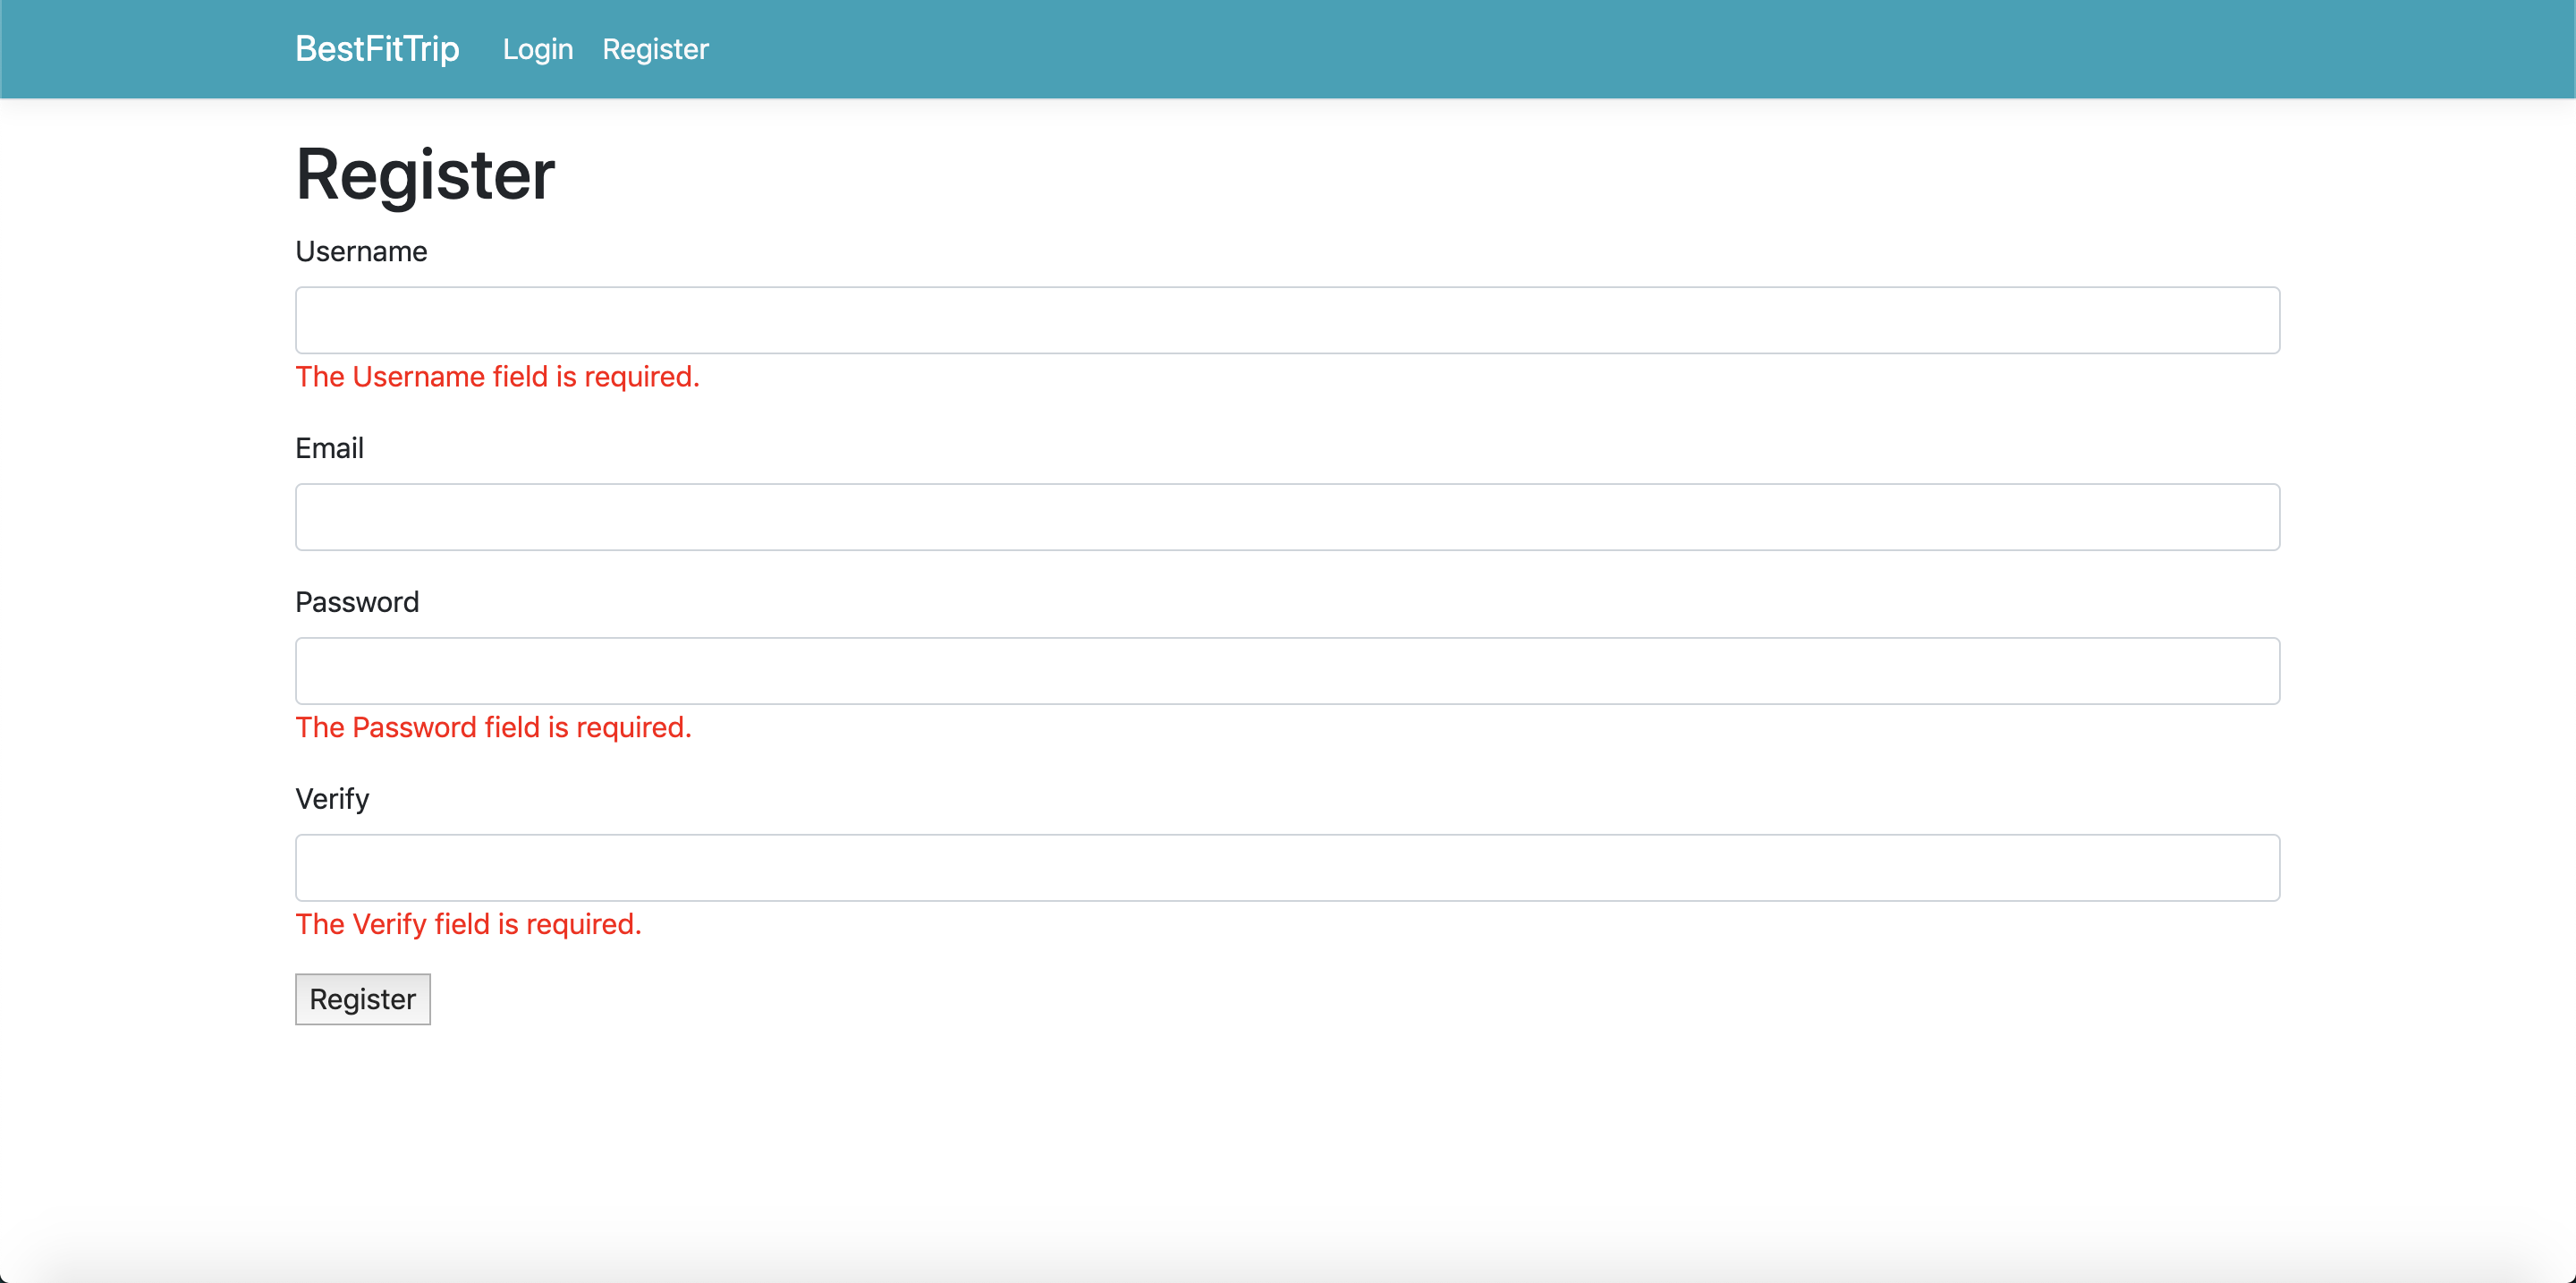 BestFitTrip Login Register
Register
Username
The Username field is required.
Email
Password
The Password field is required.
Verify
The Verify field is required.
Register